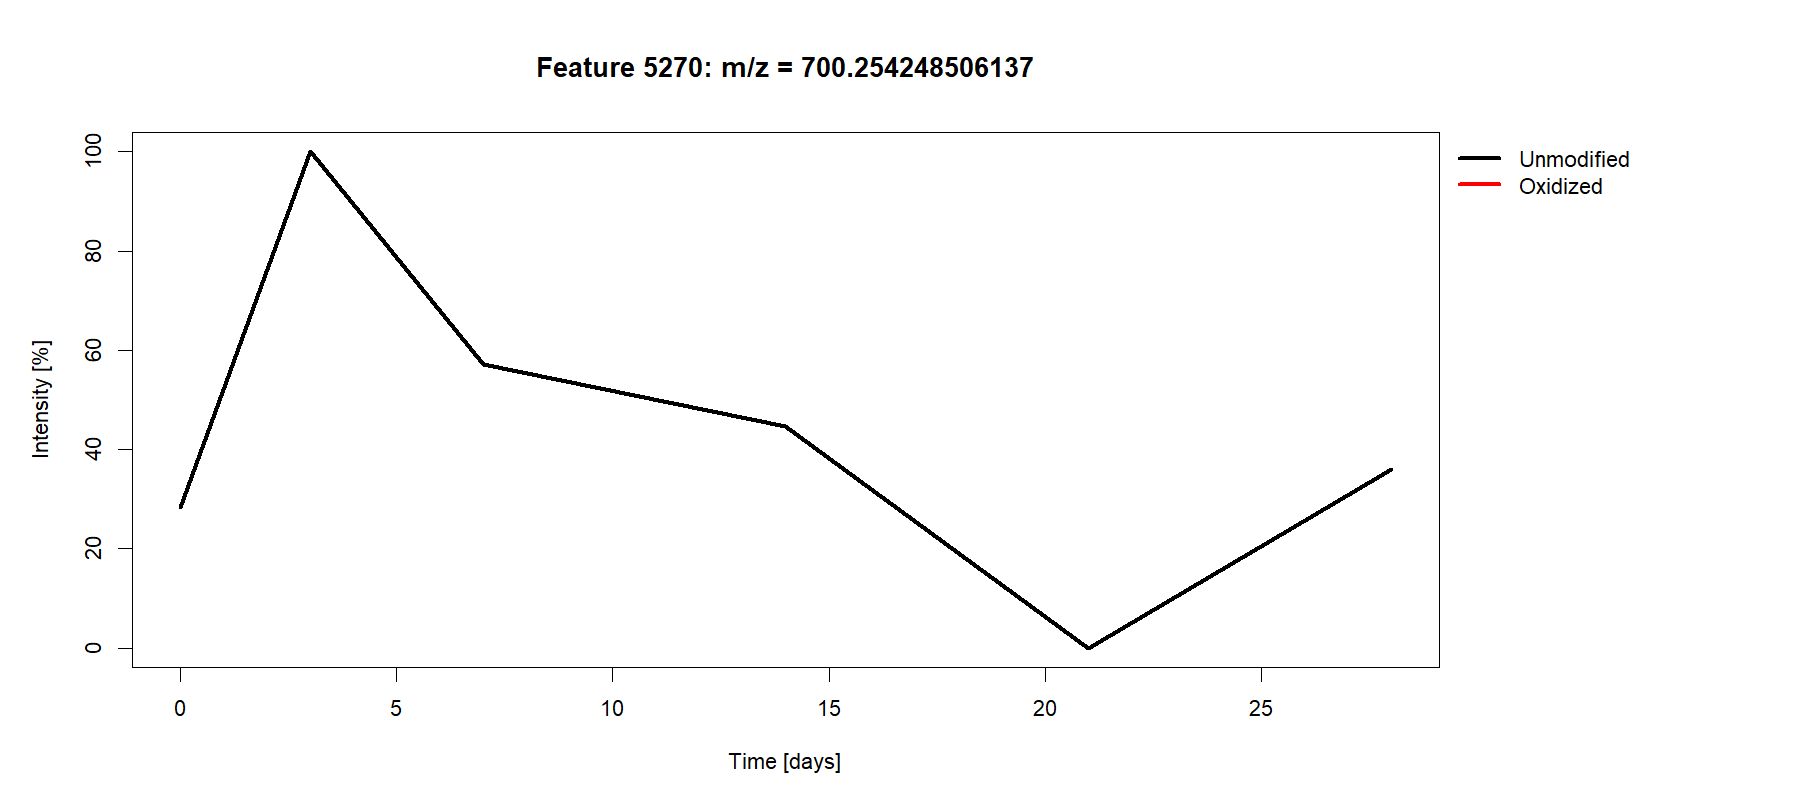 Feature 5270: m/z = 700.254248506137
Unmodified
Oxidized
Intensity [%]
100
80
60
40
20
0
0 5 10 15 20 25
Time [days]